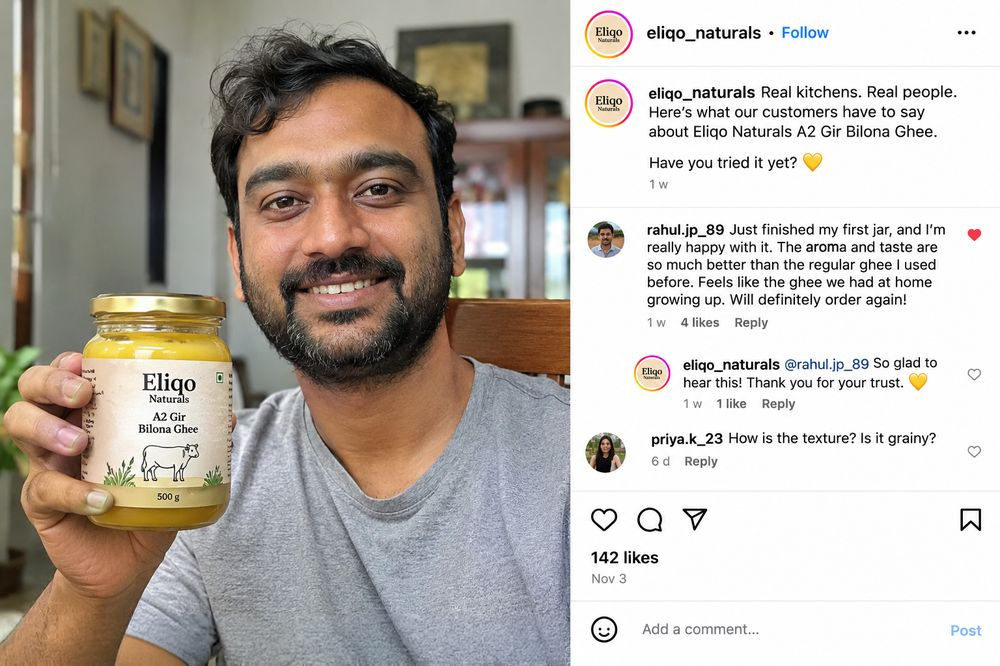 Eliqo
Naturals
A2 Gir
Bilona Ghee
500 g
Eliqo
Naturals
eliqo_naturals • Follow
Eliqo
Naturals
eliqo_naturals Real kitchens. Real people.
Here's what our customers have to say
about Eliqo Naturals A2 Gir Bilona Ghee.
Have you tried it yet? 💛
1 w
rahul.jp_89 Just finished my first jar, and I'm
really happy with it. The aroma and taste are
so much better than the regular ghee I used
before. Feels like the ghee we had at home
growing up. Will definitely order again!
1 w 4 likes Reply
Eliqo
Naturals
eliqo_naturals @rahul.jp_89 So glad to
hear this! Thank you for your trust. 💛
1 w 1 like Reply
priya.k_23 How is the texture? Is it grainy?
6 d Reply
142 likes
Nov 3
Add a comment... Post